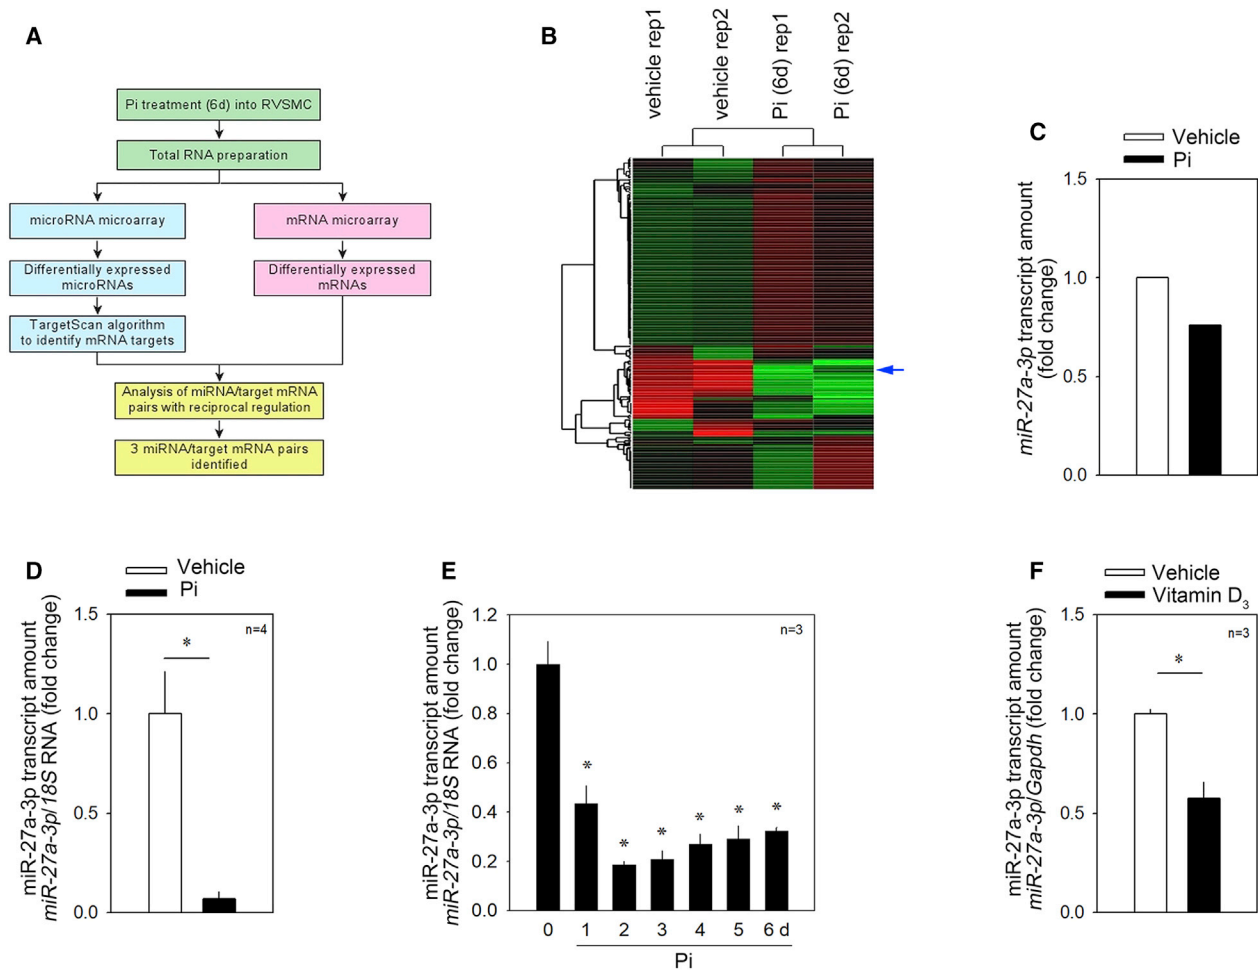 A
Pi treatment (6d) into RVSMC
Total RNA preparation
microRNA microarray
mRNA microarray
Differentially expressed
microRNAs
Differentially expressed
mRNAs
TargetScan algorithm
to identify mRNA targets
Analysis of miRNA/target mRNA
pairs with reciprocal regulation
3 miRNA/target mRNA pairs
identified
B
vehicle rep1
vehicle rep2
Pi (6d) rep1
Pi (6d) rep2
C
Vehicle
Pi
miR-27a-3p transcript amount
(fold change)
1.5
1.0
0.5
0.0
D
Vehicle
Pi
miR-27a-3p transcript amount
miR-27a-3p/18S RNA (fold change)
1.5
1.0
0.5
0.0
n=4
*
E
miR-27a-3p transcript amount
miR-27a-3p/18S RNA (fold change)
1.2
1.0
0.8
0.6
0.4
0.2
0.0
n=3
* * * * * *
0 1 2 3 4 5 6 d
Pi
F
Vehicle
Vitamin D3
miR-27a-3p transcript amount
miR-27a-3p/Gapdh (fold change)
1.5
1.0
0.5
0.0
n=3
*